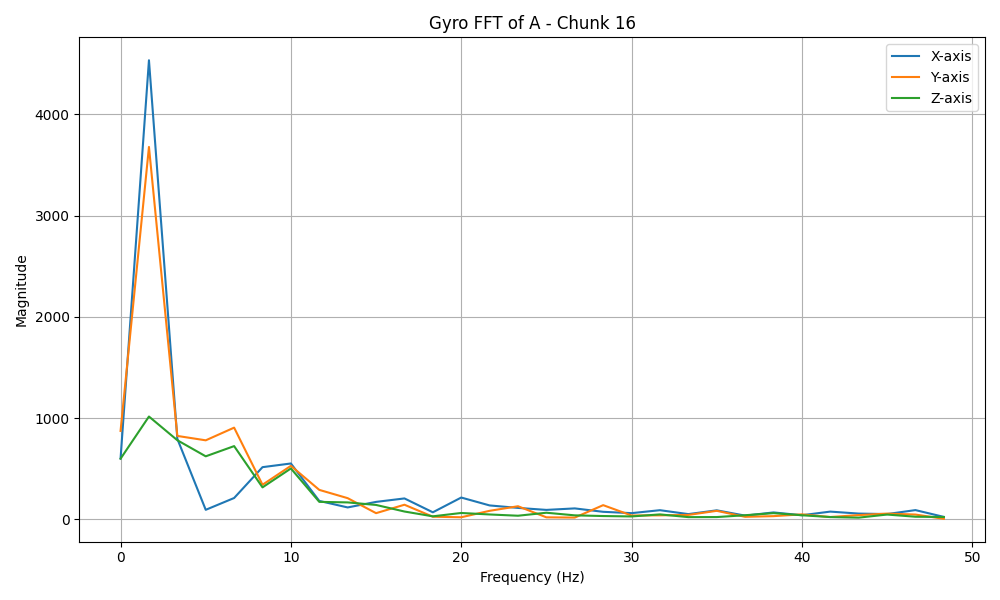 Gyro FFT of A - Chunk 16
X-axis
Y-axis
Z-axis
Magnitude
4000
3000
2000
1000
0
0 10 20 30 40 50
Frequency (Hz)